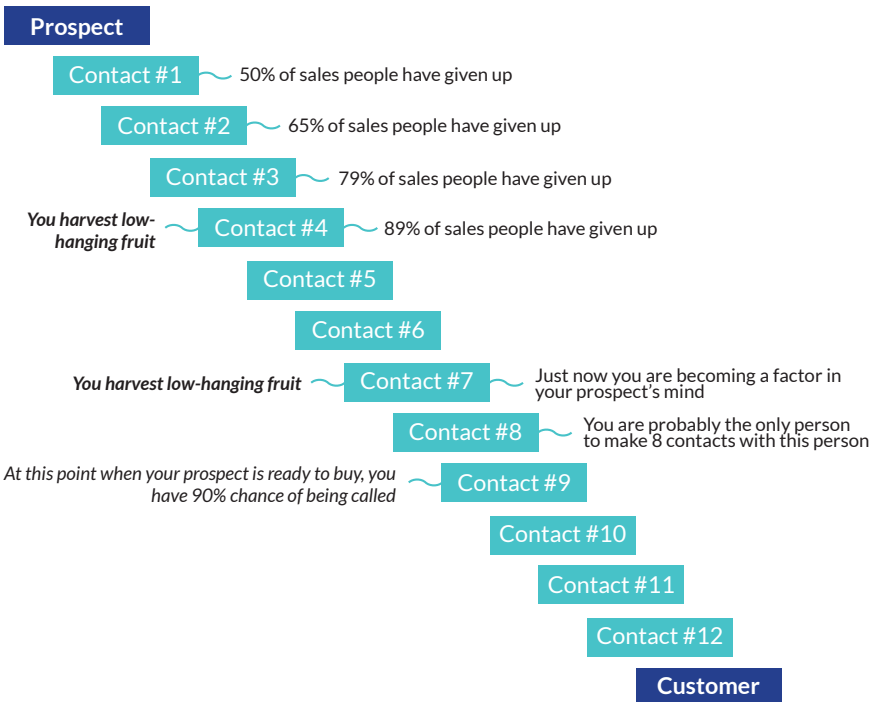 Prospect
Contact #1
50% of sales people have given up
Contact #2
65% of sales people have given up
Contact #3
79% of sales people have given up
You harvest low-
hanging fruit
Contact #4
89% of sales people have given up
Contact #5
Contact #6
You harvest low-hanging fruit
Contact #7
Just now you are becoming a factor in
your prospect’s mind
Contact #8
You are probably the only person
to make 8 contacts with this person
At this point when your prospect is ready to buy, you
have 90% chance of being called
Contact #9
Contact #10
Contact #11
Contact #12
Customer